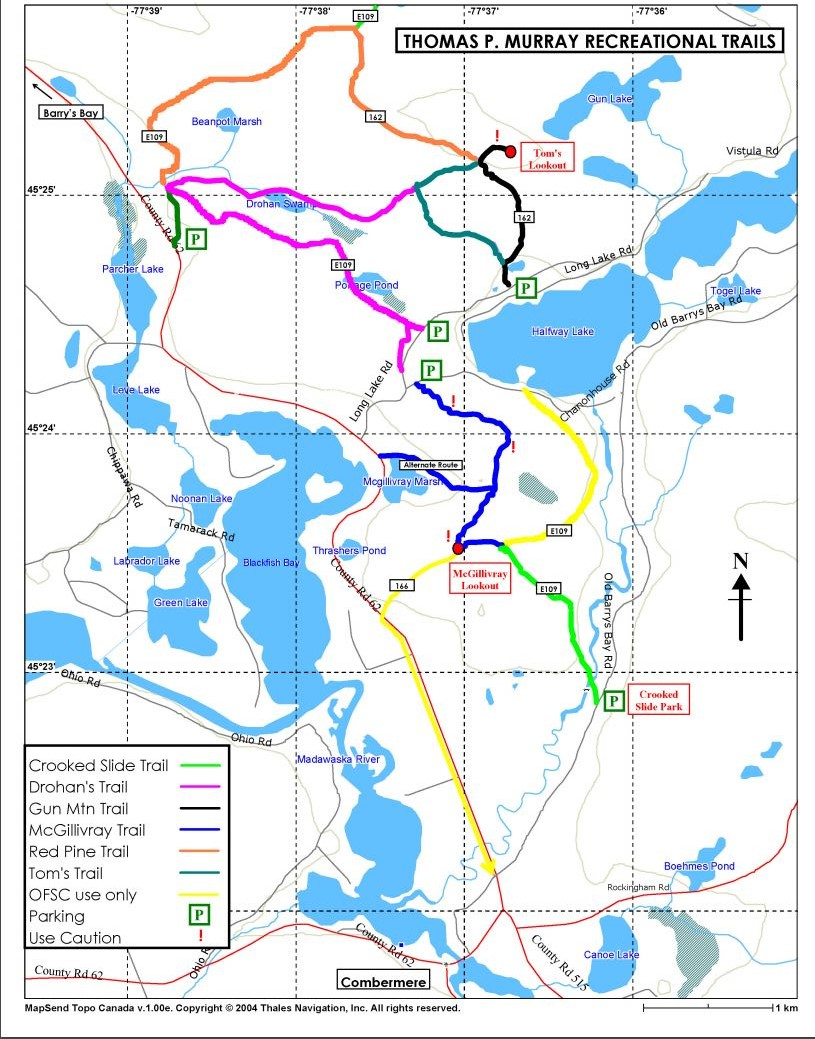 -77°39'
-77°38'
-77°37'
-77°36'
E109
THOMAS P. MURRAY RECREATIONAL TRAILS
Gun Lake
Barry's Bay
Beanpot Marsh
162
E109
!
Tom's
Lookout
Vistula Rd
45°25'
Drohan Swamp
County Rd
162
P
Long Lake Rd
Parcher Lake
E109
Portage Pond
P
Togel Lake
Old Barrys Bay Rd
Halfway Lake
P
P
Leve Lake
Long Lake Rd
Chanonhouse Rd
!
45°24'
!
Alternate Route
Chippawa Rd
Mcgillivray Marsh
Noonan Lake
Tamarack Rd
E109
!
Thrashers Pond
Labrador Lake
Blackfish Bay
McGillivray
Lookout
N
166
E109
County Rd 62
Green Lake
Old Barrys Bay Rd
45°23'
Ohio Rd
P
Crooked
Slide Park
Ohio Rd
Madawaska River
Crooked Slide Trail
Drohan's Trail
Gun Mtn Trail
McGillivray Trail
Red Pine Trail
Tom's Trail
OFSC use only
Parking P
Use Caution !
Boehmes Pond
Rockingham Rd
County Rd 62
Canoe Lake
County Rd 515
Ohio R
County Rd 62
Combermere
MapSend Topo Canada v.1.00e. Copyright © 2004 Thales Navigation, Inc. All rights reserved.
1 km